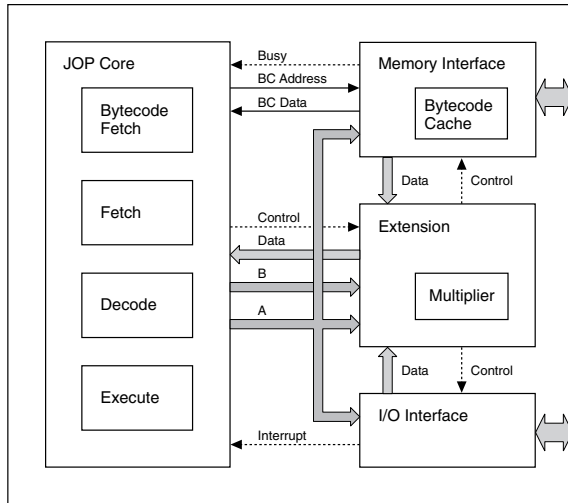 JOP Core
Bytecode
Fetch
Fetch
Decode
Execute
Busy
BC Address
BC Data
Control
Data
B
A
Interrupt
Memory Interface
Bytecode
Cache
Data
Control
Extension
Multiplier
Data
Control
I/O Interface